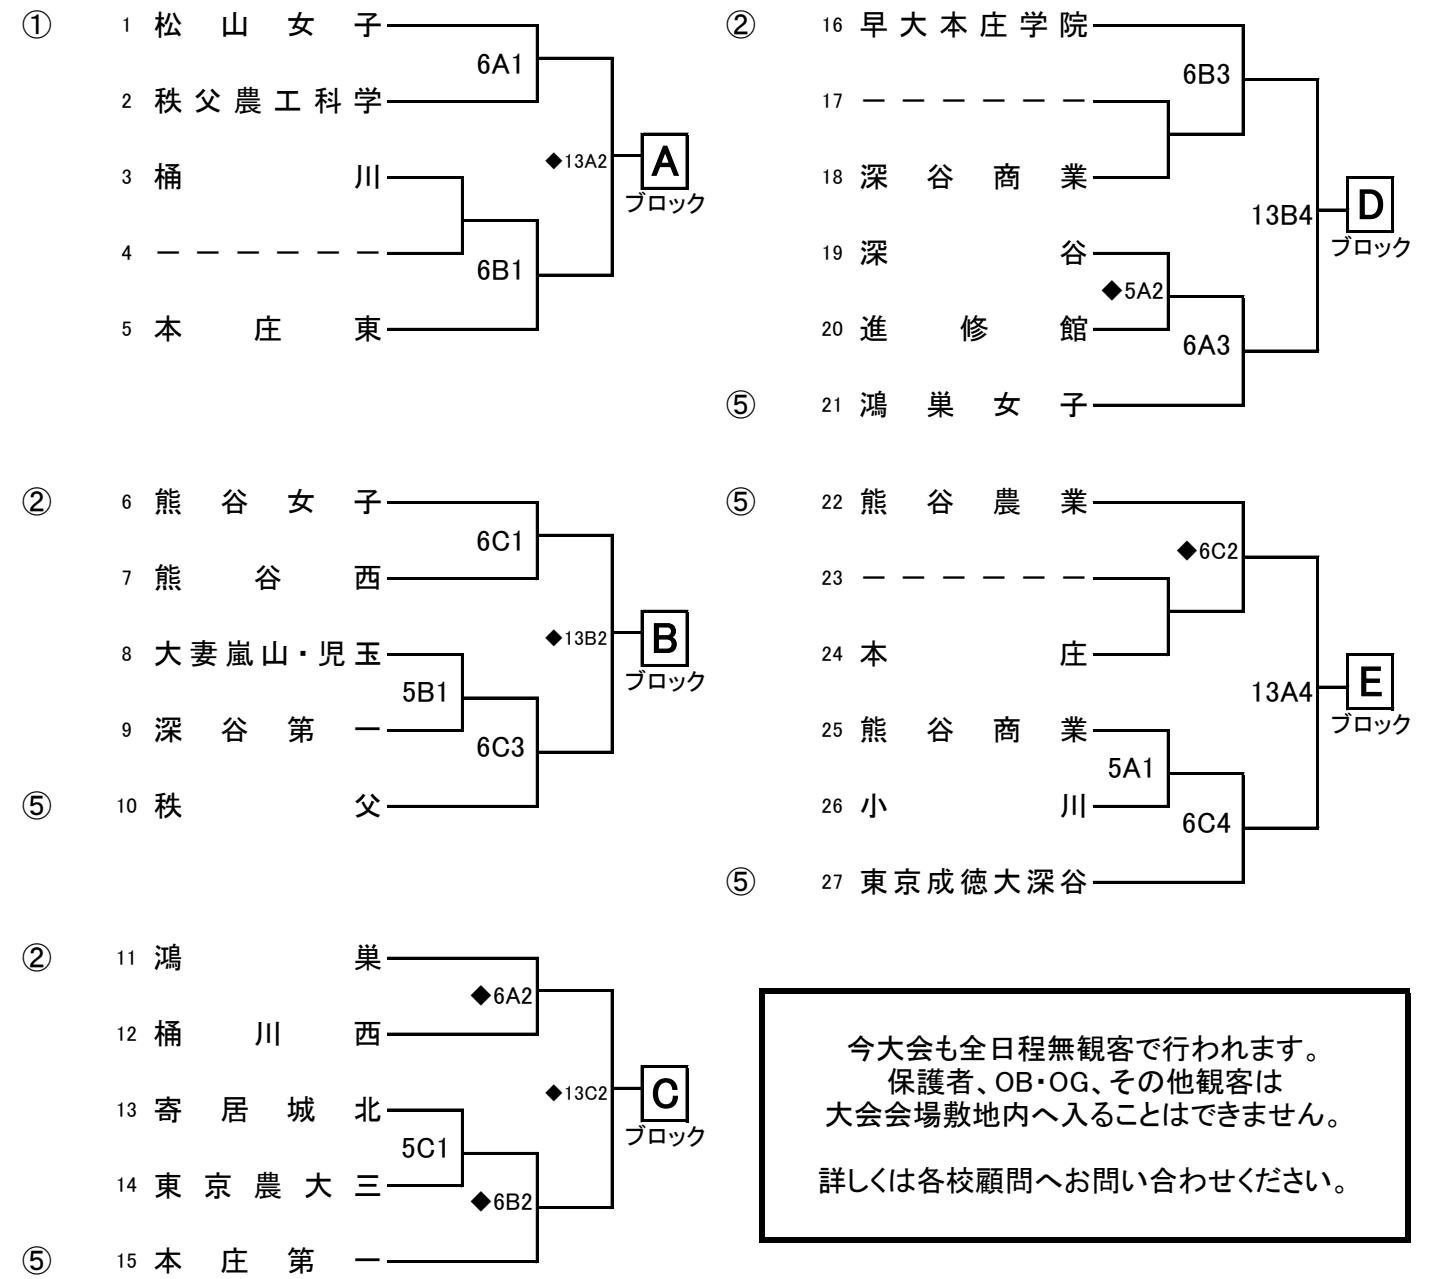 ① 1 松山女子
6A1
2 秩父農工科学
◆13A2 A
ブロック
3 桶川
4 ーーーーーー
6B1
5 本庄東
② 6 熊谷女子
6C1
7 熊谷西
◆13B2 B
ブロック
8 大妻嵐山・児玉
5B1
9 深谷第一
6C3
⑤ 10 秩父
② 11 鴻巣
◆6A2
12 桶川西
◆13C2 C
ブロック
13 寄居城北
5C1
14 東京農大三
◆6B2
⑤ 15 本庄第一
② 16 早大本庄学院
6B3
17 ーーーーーー
18 深谷商業
13B4 D
ブロック
19 深谷
◆5A2
20 進修館
6A3
⑤ 21 鴻巣女子
⑤ 22 熊谷農業
◆6C2
23 ーーーーーー
24 本庄
13A4 E
ブロック
25 熊谷商業
5A1
26 小川
6C4
⑤ 27 東京成徳大深谷
今大会も全日程無観客で行われます。
保護者、OB・OG、その他観客は
大会会場敷地内へ入ることはできません。
詳しくは各校顧問へお問い合わせください。